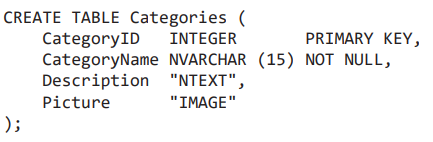 CREATE TABLE Categories (
    CategoryID   INTEGER       PRIMARY KEY,
    CategoryName NVARCHAR (15) NOT NULL,
    Description  "NTEXT",
    Picture      "IMAGE"
);